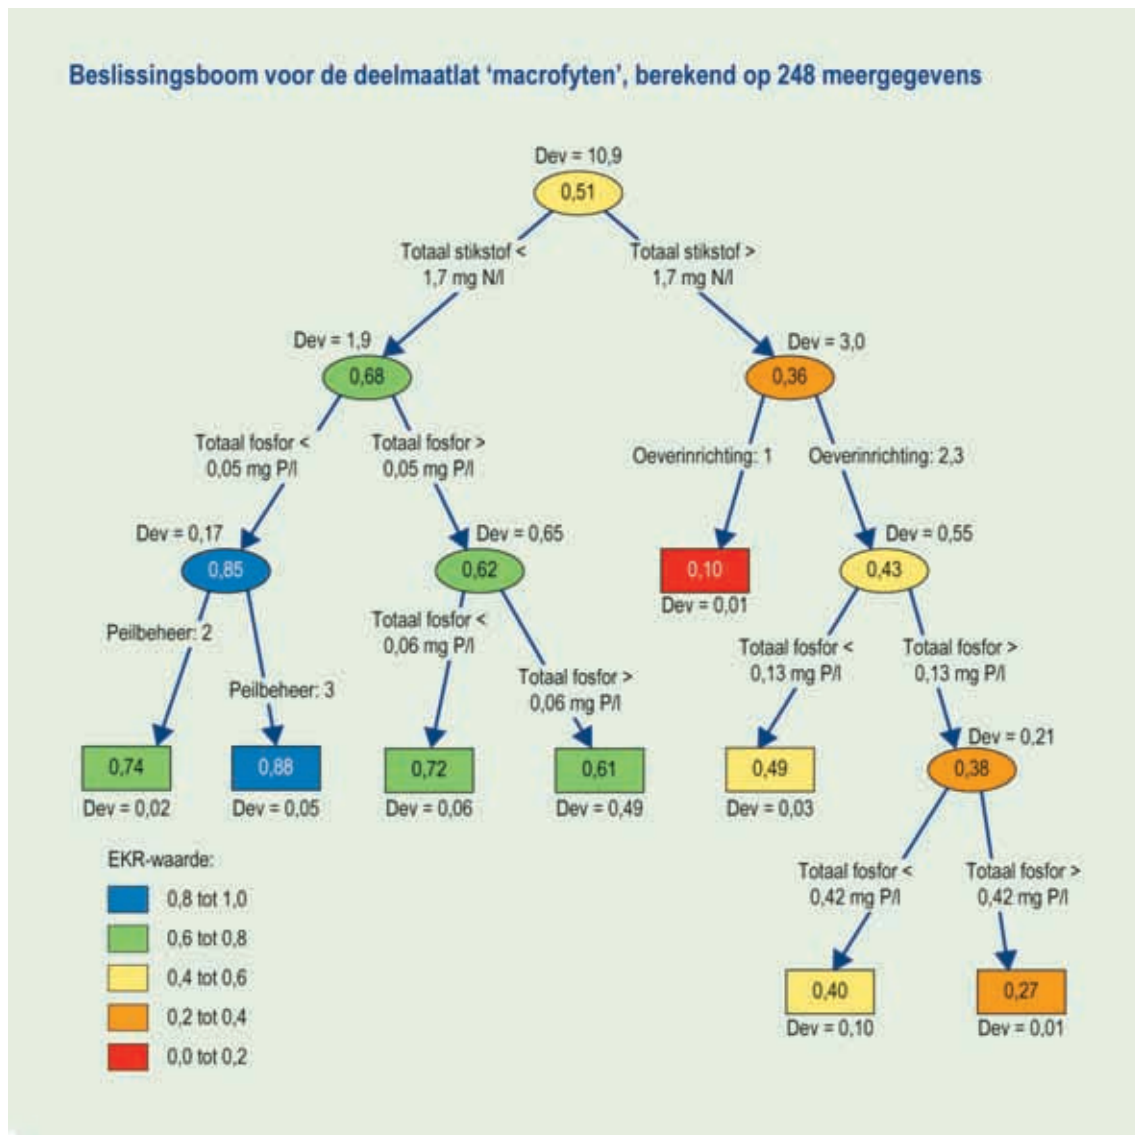 Beslissingsboom voor de deelmaatlat ‘macrofyten’, berekend op 248 meergegevens
Dev = 10,9
0,51
Totaal stikstof <
1,7 mg N/l
Totaal stikstof >
1,7 mg N/l
Dev = 1,9
0,68
Dev = 3,0
0,36
Totaal fosfor <
0,05 mg P/l
Totaal fosfor >
0,05 mg P/l
Oeverinrichting: 1
Oeverinrichting: 2,3
Dev = 0,17
0,85
Dev = 0,65
0,62
0,10
Dev = 0,01
Dev = 0,55
0,43
Peilbeheer: 2
Peilbeheer: 3
Totaal fosfor <
0,06 mg P/l
Totaal fosfor >
0,06 mg P/l
Totaal fosfor <
0,13 mg P/l
Totaal fosfor >
0,13 mg P/l
0,74
Dev = 0,02
0,88
Dev = 0,05
0,72
Dev = 0,06
0,61
Dev = 0,49
0,49
Dev = 0,03
Dev = 0,21
0,38
Totaal fosfor <
0,42 mg P/l
Totaal fosfor >
0,42 mg P/l
0,40
Dev = 0,10
0,27
Dev = 0,01
EKR-waarde:
0,8 tot 1,0
0,6 tot 0,8
0,4 tot 0,6
0,2 tot 0,4
0,0 tot 0,2